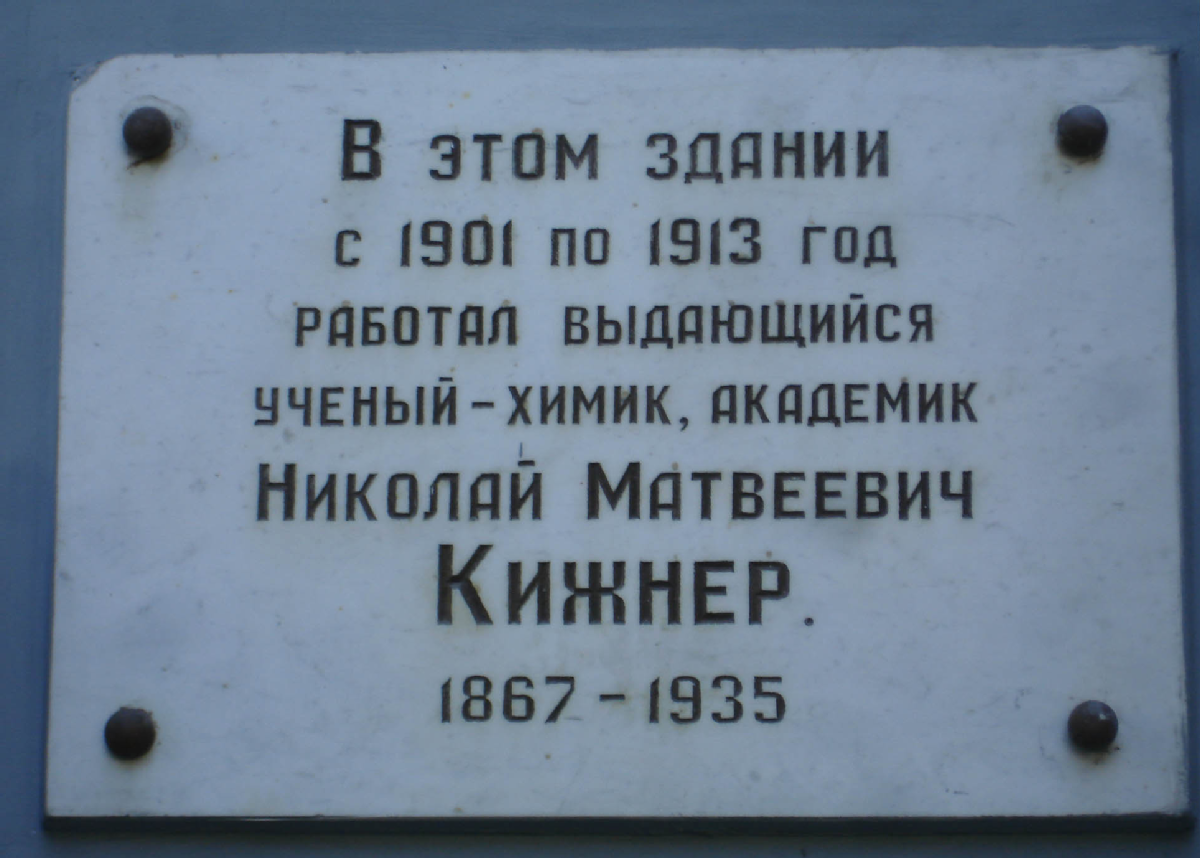 В этом здании
с 1901 по 1913 год
работал выдающийся
ученый – химик, академик
Николай Матвеевич
Кижнер.
1867 – 1935